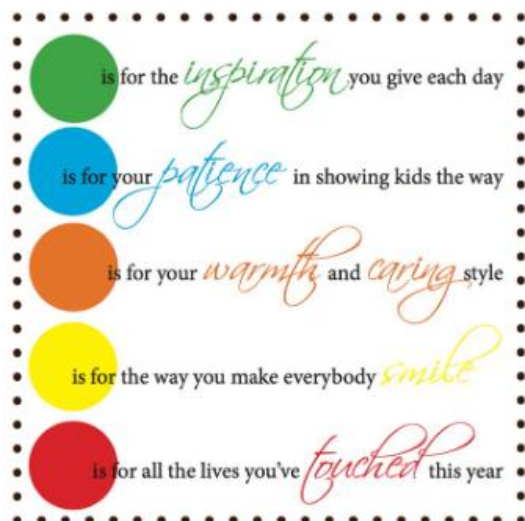 is for the inspiration you give each day
is for your patience in showing kids the way
is for your warmth and caring style
is for the way you make everybody smile
is for all the lives you've touched this year